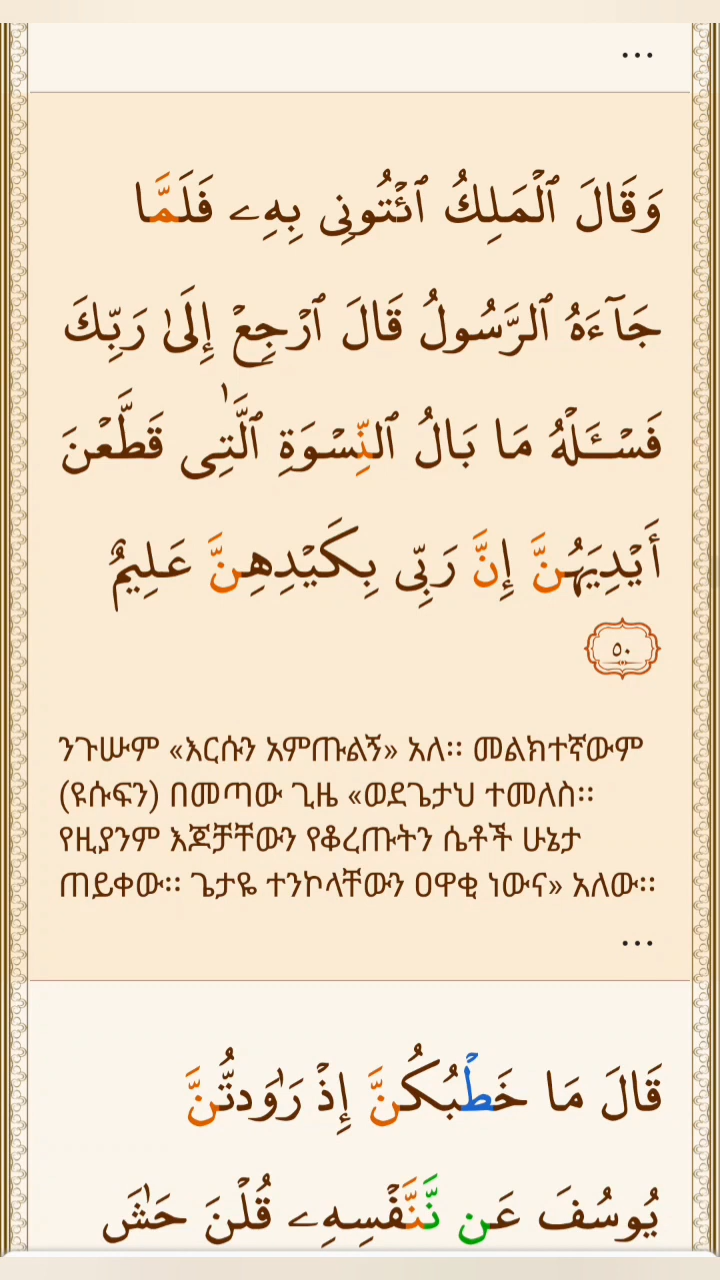 ...
وَقَالَ ٱلْمَلِكُ ٱئْتُونِى بِهِۦ فَلَمَّا
جَآءَهُ ٱلرَّسُولُ قَالَ ٱرْجِعْ إِلَىٰ رَبِّكَ
فَسْـَٔلْهُ مَا بَالُ ٱلنِّسْوَةِ ٱلَّـٰتِى قَطَّعْنَ
أَيْدِيَهُنَّ إِنَّ رَبِّى بِكَيْدِهِنَّ عَلِيمٌ
٥٠
ንጉሡም «እርሱን አምጡልኝ» አለ፡፡ መልክተኛውም
(ዩሱፍን) በመጣው ጊዜ «ወደጌታህ ተመለስ፡፡
የዚያንም እጆቻቸውን የቆረጡትን ሴቶች ሁኔታ
ጠይቀው፡፡ ጌታዬ ተንኮላቸውን ዐዋቂ ነውና» አለው፡፡
...
قَالَ مَا خَطْبُكُنَّ إِذْ رَٰوَدتُّنَّ
يُوسُفَ عَن نَّنَّفْسِهِۦ قُلْنَ حَـٰشَ